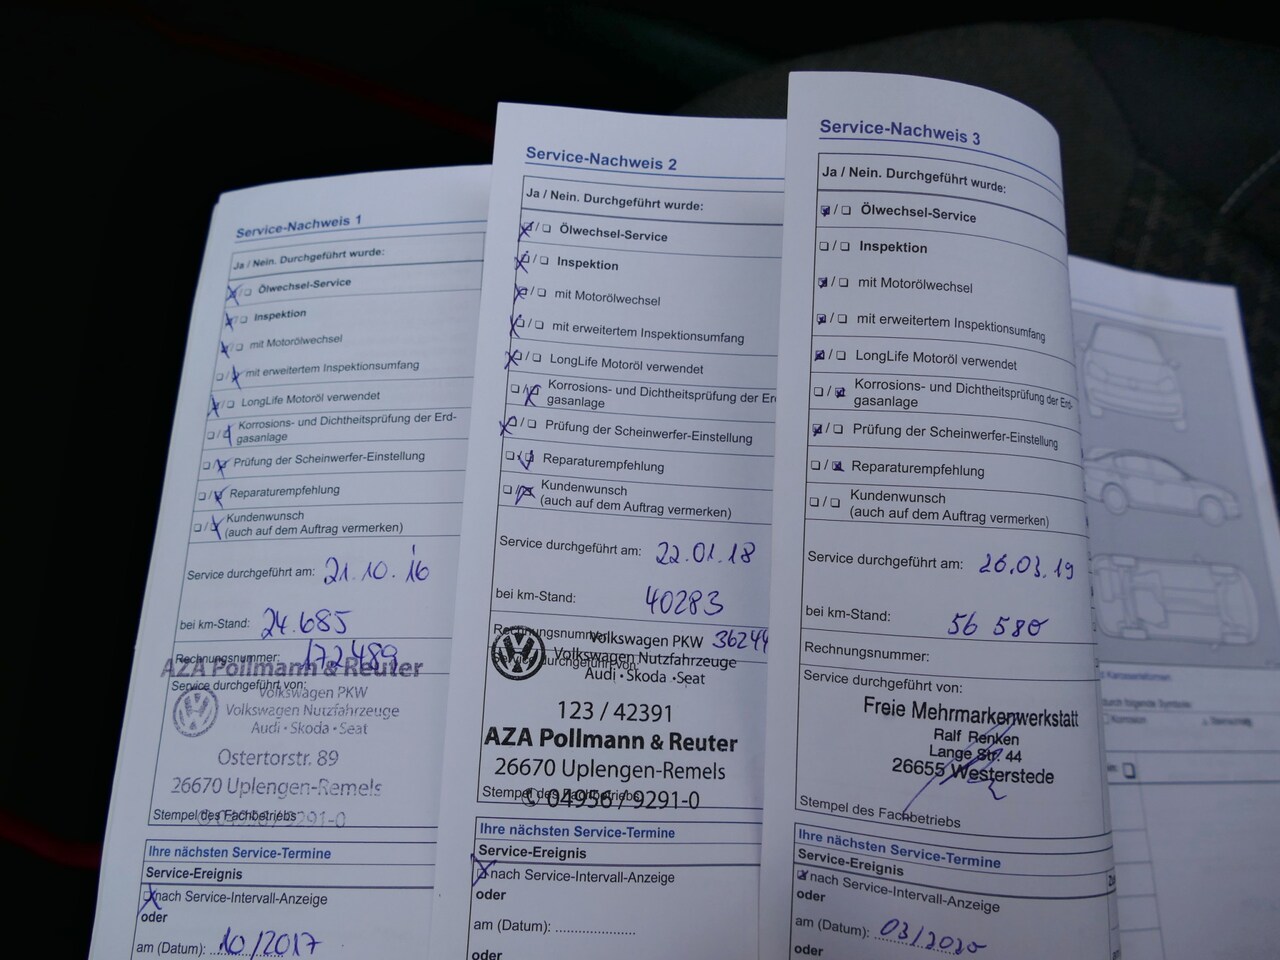 Service-Nachweis 1
Ja / Nein. Durchgeführt wurde:
Ölwechsel-Service
Inspektion
mit Motorölwechsel
mit erweitertem Inspektionsumfang
LongLife Motoröl verwendet
Korrosions- und Dichtheitsprüfung der Erd-
gasanlage
Prüfung der Scheinwerfer-Einstellung
Reparaturempfehlung
Kundenwunsch
(auch auf dem Auftrag vermerken)
Service durchgeführt am: 21.10.16
bei km-Stand: 24.685
Rechnungsnummer: 172489
AZA Pollmann & Reuter
Service durchgeführt von:
Volkswagen PKW
Volkswagen Nutzfahrzeuge
Audi · Skoda · Seat
Ostertorstr. 89
26670 Uplengen-Remels
Stempel des Fachbetriebs
Ihre nächsten Service-Termine
Service-Ereignis
nach Service-Intervall-Anzeige
oder
am (Datum): 10/2017
Service-Nachweis 2
Ja / Nein. Durchgeführt wurde:
Ölwechsel-Service
Inspektion
mit Motorölwechsel
mit erweitertem Inspektionsumfang
LongLife Motoröl verwendet
Korrosions- und Dichtheitsprüfung der Er
gasanlage
Prüfung der Scheinwerfer-Einstellung
Reparaturempfehlung
Kundenwunsch
(auch auf dem Auftrag vermerken)
Service durchgeführt am: 22.01.18
bei km-Stand: 40283
Rechnungsnummer 36244
Volkswagen PKW
Service durchgeführt von:
Volkswagen Nutzfahrzeuge
Audi · Skoda · Seat
123 / 42391
AZA Pollmann & Reuter
26670 Uplengen-Remels
Stempel des Fachbetriebs
04956 / 9291-0
Ihre nächsten Service-Termine
Service-Ereignis
nach Service-Intervall-Anzeige
oder
am (Datum):
oder
Service-Nachweis 3
Ja / Nein. Durchgeführt wurde:
Ölwechsel-Service
Inspektion
mit Motorölwechsel
mit erweitertem Inspektionsumfang
LongLife Motoröl verwendet
Korrosions- und Dichtheitsprüfung der Erd-
gasanlage
Prüfung der Scheinwerfer-Einstellung
Reparaturempfehlung
Kundenwunsch
(auch auf dem Auftrag vermerken)
Service durchgeführt am: 26.03.19
bei km-Stand: 56 580
Rechnungsnummer:
Service durchgeführt von:
Freie Mehrmarkenwerkstatt
Ralf Renken
Lange Str. 44
26655 Westerstede
Stempel des Fachbetriebs
Ihre nächsten Service-Termine
Service-Ereignis
nach Service-Intervall-Anzeige
oder
am (Datum): 03/2020
oder